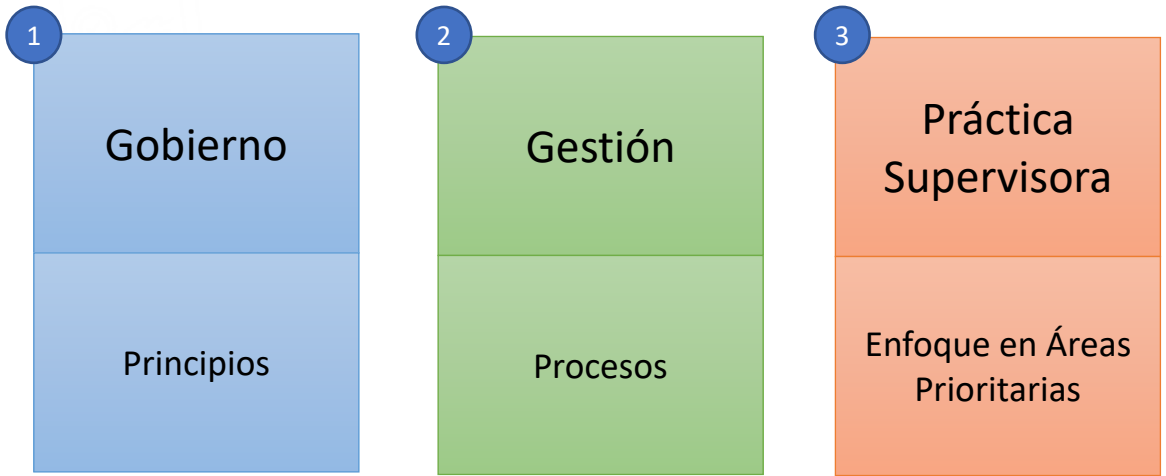 1
Gobierno
Principios
2
Gestión
Procesos
3
Práctica
Supervisora
Enfoque en Áreas
Prioritarias